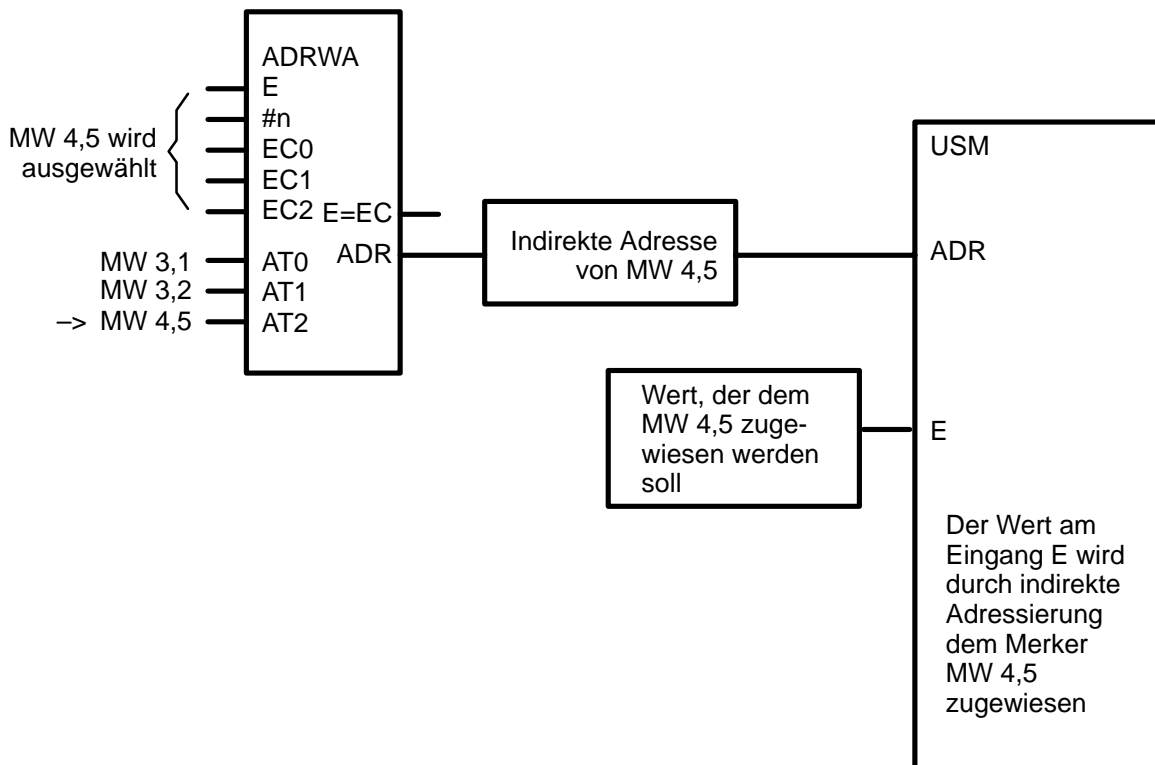 ADRWA
E
#n
EC0
EC1
EC2
E=EC
ADR
AT0
AT1
AT2
MW 4,5 wird
ausgewählt
MW 3,1
MW 3,2
–> MW 4,5
Indirekte Adresse
von MW 4,5
USM
ADR
E
Wert, der dem
MW 4,5 zuge-
wiesen werden
soll
Der Wert am
Eingang E wird
durch indirekte
Adressierung
dem Merker
MW 4,5
zugewiesen